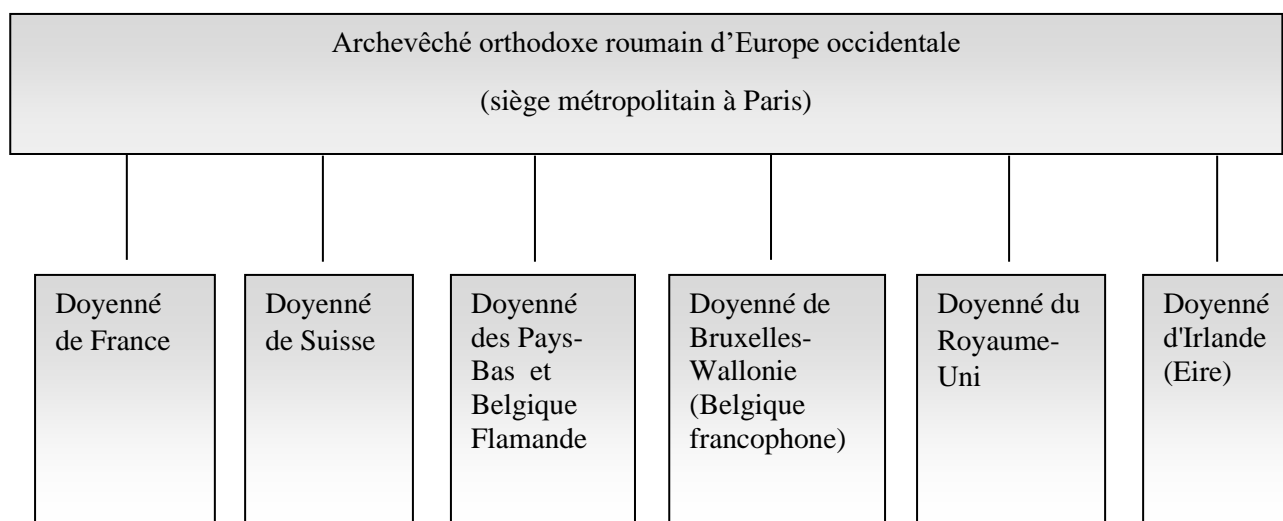 Archevêché orthodoxe roumain d’Europe occidentale
(siège métropolitain à Paris)
Doyenné
de France
Doyenné
de Suisse
Doyenné
des Pays-
Bas et
Belgique
Flamande
Doyenné de
Bruxelles-
Wallonie
(Belgique
francophone)
Doyenné du
Royaume-
Uni
Doyenné
d'Irlande
(Eire)